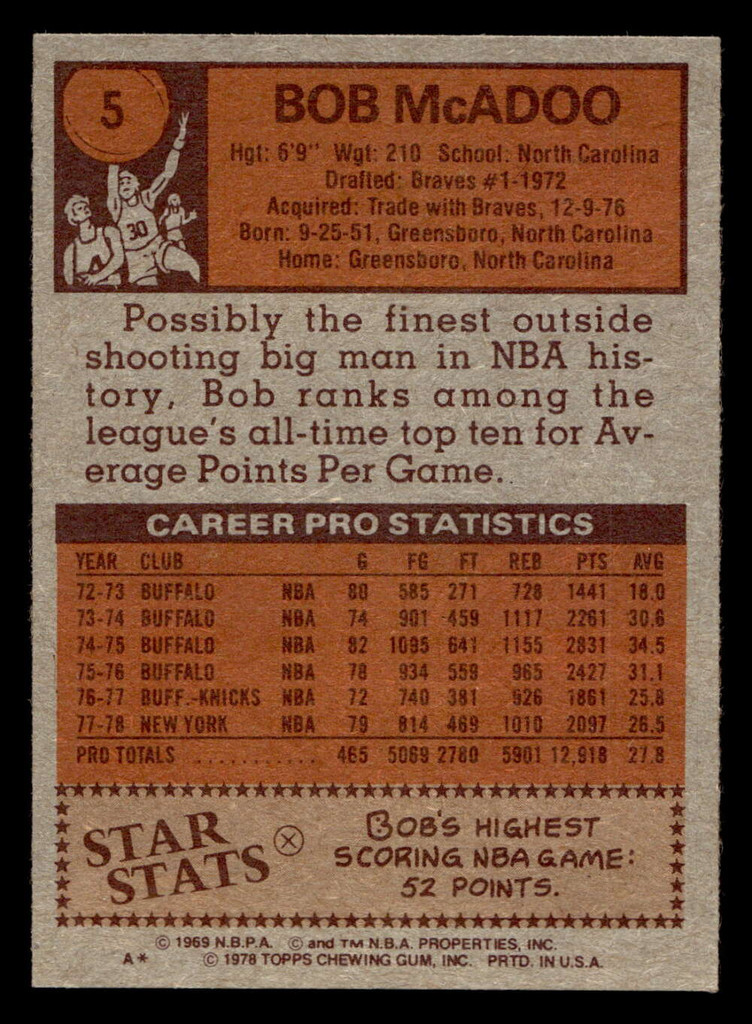 5
30
4
BOB McADOO
Hgt: 6'9" Wgt: 210 School: North Carolina
Drafted: Braves #1-1972
Acquired: Trade with Braves, 12-9-76
Born: 9-25-51, Greensboro, North Carolina
Home: Greensboro, North Carolina
Possibly the finest outside
shooting big man in NBA his-
tory, Bob ranks among the
league's all-time top ten for Av-
erage Points Per Game.
CAREER PRO STATISTICS
YEAR CLUB G FG FT REB PTS AVG
72-73 BUFFALO NBA 80 585 271 728 1441 18.0
73-74 BUFFALO NBA 74 901 459 1117 2261 30.6
74-75 BUFFALO NBA 82 1095 641 1155 2831 34.5
75-76 BUFFALO NBA 78 934 559 965 2427 31.1
76-77 BUFF.-KNICKS NBA 72 740 381 926 1861 25.8
77-78 NEW YORK NBA 79 814 469 1010 2097 26.5
PRO TOTALS ........... 465 5069 2780 5901 12,918 27.8
STAR
STATS
BOB'S HIGHEST
SCORING NBA GAME:
52 POINTS.
© 1969 N.B.P.A. © and TM N.B.A. PROPERTIES, INC.
A* © 1978 TOPPS CHEWING GUM, INC. PRTD. IN U.S.A.